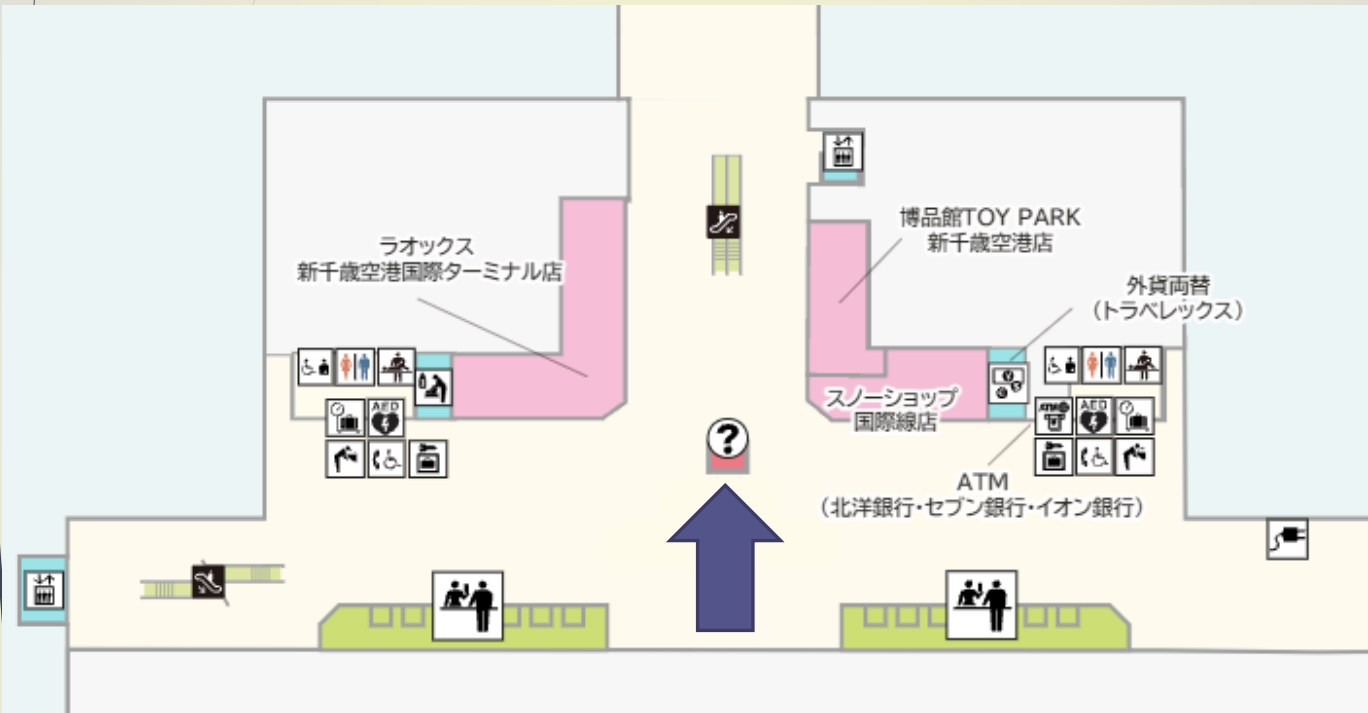 ラオックス
新千歳空港国際ターミナル店
博品館TOY PARK
新千歳空港店
外貨両替
（トラベレックス）
スノーショップ
国際線店
AED
ATM
AED
?
ATM
（北洋銀行・セブン銀行・イオン銀行）